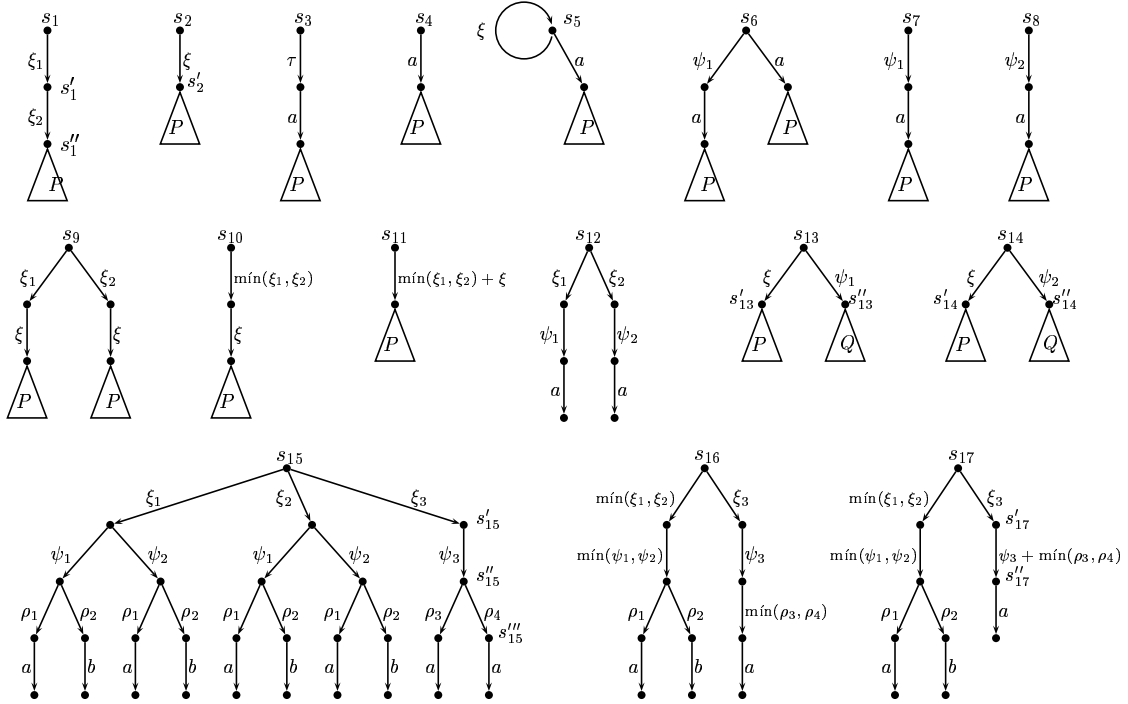 s₁ s₂ s₃ s₄ s₅ s₆ s₇ s₈
ξ₁ ξ τ a ξ a ψ₁ a ψ₁ ψ₂
s′₁ s′₂
ξ₂ P a P P a P a a
s″₁
P P P P P
s₉ s₁₀ s₁₁ s₁₂ s₁₃ s₁₄
ξ₁ ξ₂ mín(ξ₁, ξ₂) mín(ξ₁, ξ₂) + ξ ξ₁ ξ₂ ξ ψ₁ ξ ψ₂
s′₁₃ s″₁₃ s′₁₄ s″₁₄
ξ ξ ξ P ψ₁ ψ₂ P Q P Q
P P P a a
s₁₅ s₁₆ s₁₇
ξ₁ ξ₂ ξ₃ mín(ξ₁, ξ₂) ξ₃ mín(ξ₁, ξ₂) ξ₃
s′₁₅ s′₁₇
ψ₁ ψ₂ ψ₁ ψ₂ ψ₃ mín(ψ₁, ψ₂) ψ₃ mín(ψ₁, ψ₂) ψ₃ + mín(ρ₃, ρ₄)
s″₁₅ s″₁₇
ρ₁ ρ₂ ρ₁ ρ₂ ρ₁ ρ₂ ρ₁ ρ₂ ρ₃ ρ₄ ρ₁ ρ₂ mín(ρ₃, ρ₄) ρ₁ ρ₂ a
s‴₁₅
a b a b a b a b a a a b a a b